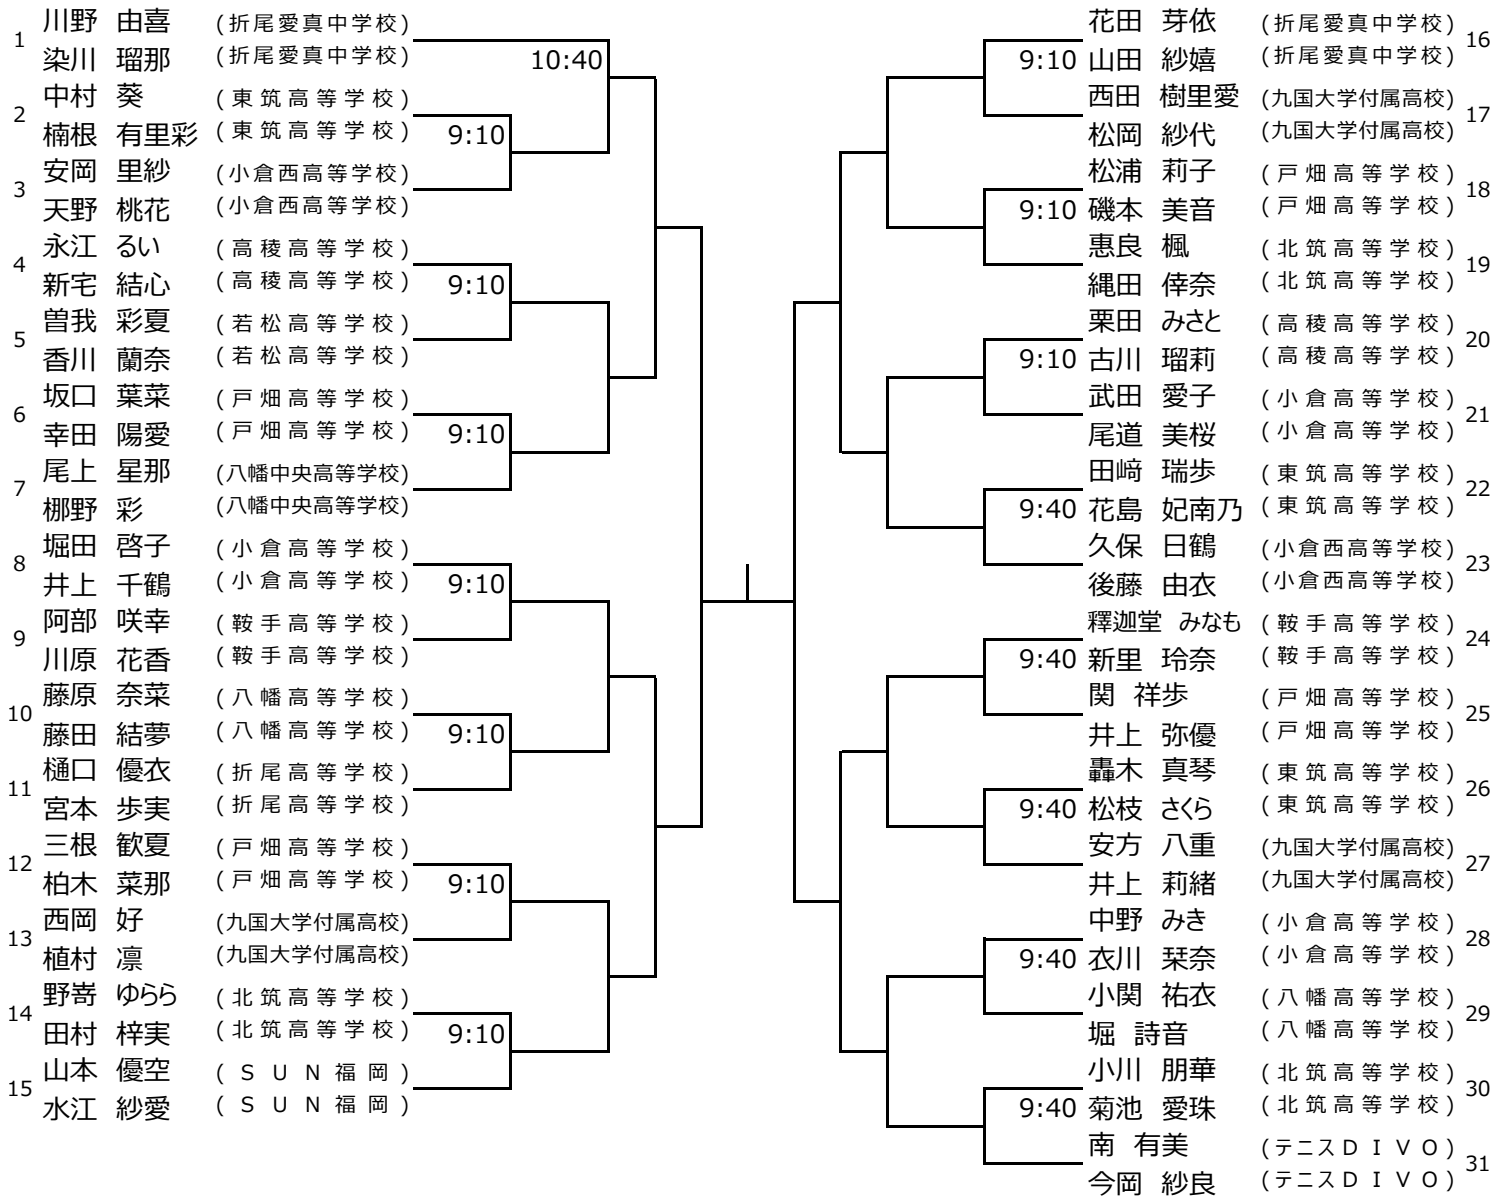 1 川野 由喜 (折尾愛真中学校)
染川 瑠那 (折尾愛真中学校)
10:40
2 中村 葵 (東筑高等学校)
楠根 有里彩 (東筑高等学校)
9:10
3 安岡 里紗 (小倉西高等学校)
天野 桃花 (小倉西高等学校)
4 永江 るい (高稜高等学校)
新宅 結心 (高稜高等学校)
9:10
5 曽我 彩夏 (若松高等学校)
香川 蘭奈 (若松高等学校)
6 坂口 葉菜 (戸畑高等学校)
幸田 陽愛 (戸畑高等学校)
9:10
7 尾上 星那 (八幡中央高等学校)
梛野 彩 (八幡中央高等学校)
8 堀田 啓子 (小倉高等学校)
井上 千鶴 (小倉高等学校)
9:10
9 阿部 咲幸 (鞍手高等学校)
川原 花香 (鞍手高等学校)
10 藤原 奈菜 (八幡高等学校)
藤田 結夢 (八幡高等学校)
9:10
11 樋口 優衣 (折尾高等学校)
宮本 歩実 (折尾高等学校)
12 三根 歓夏 (戸畑高等学校)
柏木 菜那 (戸畑高等学校)
9:10
13 西岡 好 (九国大学付属高校)
植村 凛 (九国大学付属高校)
14 野嵜 ゆらら (北筑高等学校)
田村 梓実 (北筑高等学校)
9:10
15 山本 優空 (SUN福岡)
水江 紗愛 (SUN福岡)
花田 芽依 (折尾愛真中学校) 16
9:10 山田 紗嬉 (折尾愛真中学校)
西田 樹里愛 (九国大学付属高校) 17
松岡 紗代 (九国大学付属高校)
松浦 莉子 (戸畑高等学校) 18
9:10 磯本 美音 (戸畑高等学校)
惠良 楓 (北筑高等学校) 19
縄田 倖奈 (北筑高等学校)
栗田 みさと (高稜高等学校) 20
9:10 古川 瑠莉 (高稜高等学校)
武田 愛子 (小倉高等学校) 21
尾道 美桜 (小倉高等学校)
田﨑 瑞歩 (東筑高等学校) 22
9:40 花島 妃南乃 (東筑高等学校)
久保 日鶴 (小倉西高等学校) 23
後藤 由衣 (小倉西高等学校)
釋迦堂 みなも (鞍手高等学校) 24
9:40 新里 玲奈 (鞍手高等学校)
関 祥歩 (戸畑高等学校) 25
井上 弥優 (戸畑高等学校)
轟木 真琴 (東筑高等学校) 26
9:40 松枝 さくら (東筑高等学校)
安方 八重 (九国大学付属高校) 27
井上 莉緒 (九国大学付属高校)
中野 みき (小倉高等学校) 28
9:40 衣川 栞奈 (小倉高等学校)
小関 祐衣 (八幡高等学校) 29
堀 詩音 (八幡高等学校)
小川 朋華 (北筑高等学校) 30
9:40 菊池 愛珠 (北筑高等学校)
南 有美 (テニスDIVO) 31
今岡 紗良 (テニスDIVO)